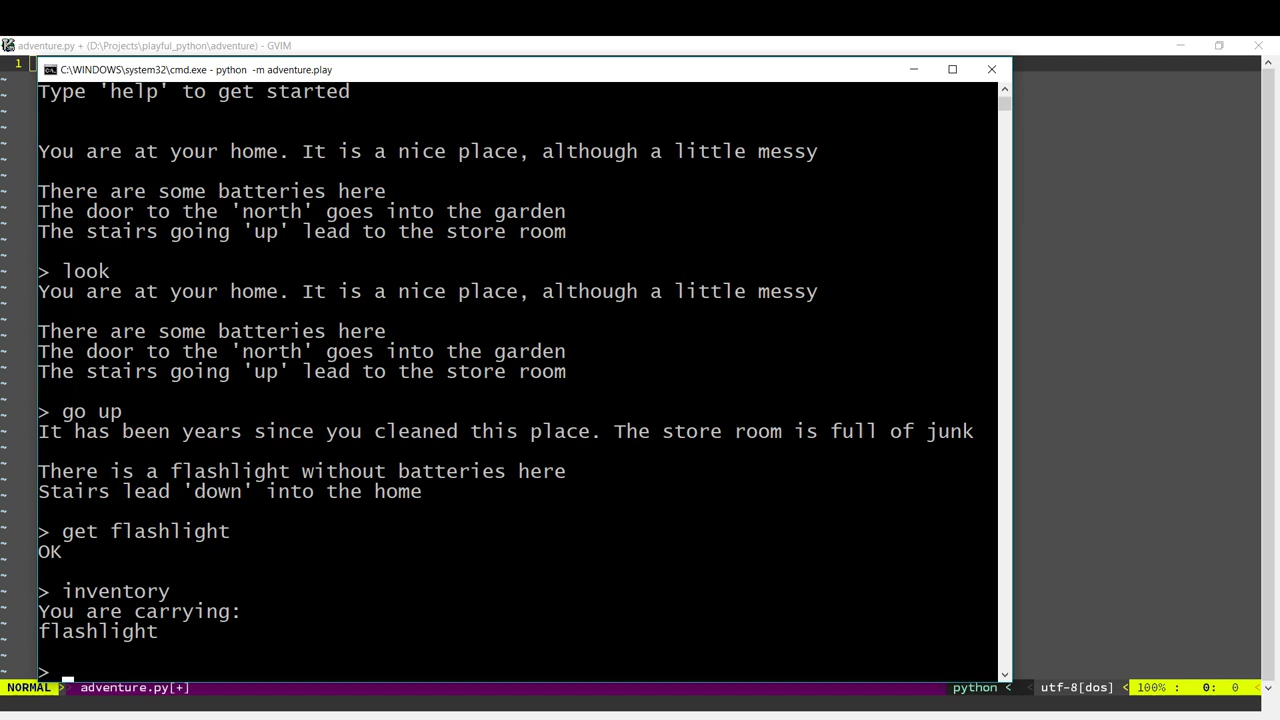 adventure.py + (D:\Projects\playful_python\adventure) - GVIM
1
C:\WINDOWS\system32\cmd.exe - python -m adventure.play
Type 'help' to get started
You are at your home. It is a nice place, although a little messy
There are some batteries here
The door to the 'north' goes into the garden
The stairs going 'up' lead to the store room
> look
You are at your home. It is a nice place, although a little messy
There are some batteries here
The door to the 'north' goes into the garden
The stairs going 'up' lead to the store room
> go up
It has been years since you cleaned this place. The store room is full of junk
There is a flashlight without batteries here
Stairs lead 'down' into the home
> get flashlight
OK
> inventory
You are carrying:
flashlight
>
NORMAL > adventure.py[+] python < < utf-8[dos] < 100% : 0: 0 <